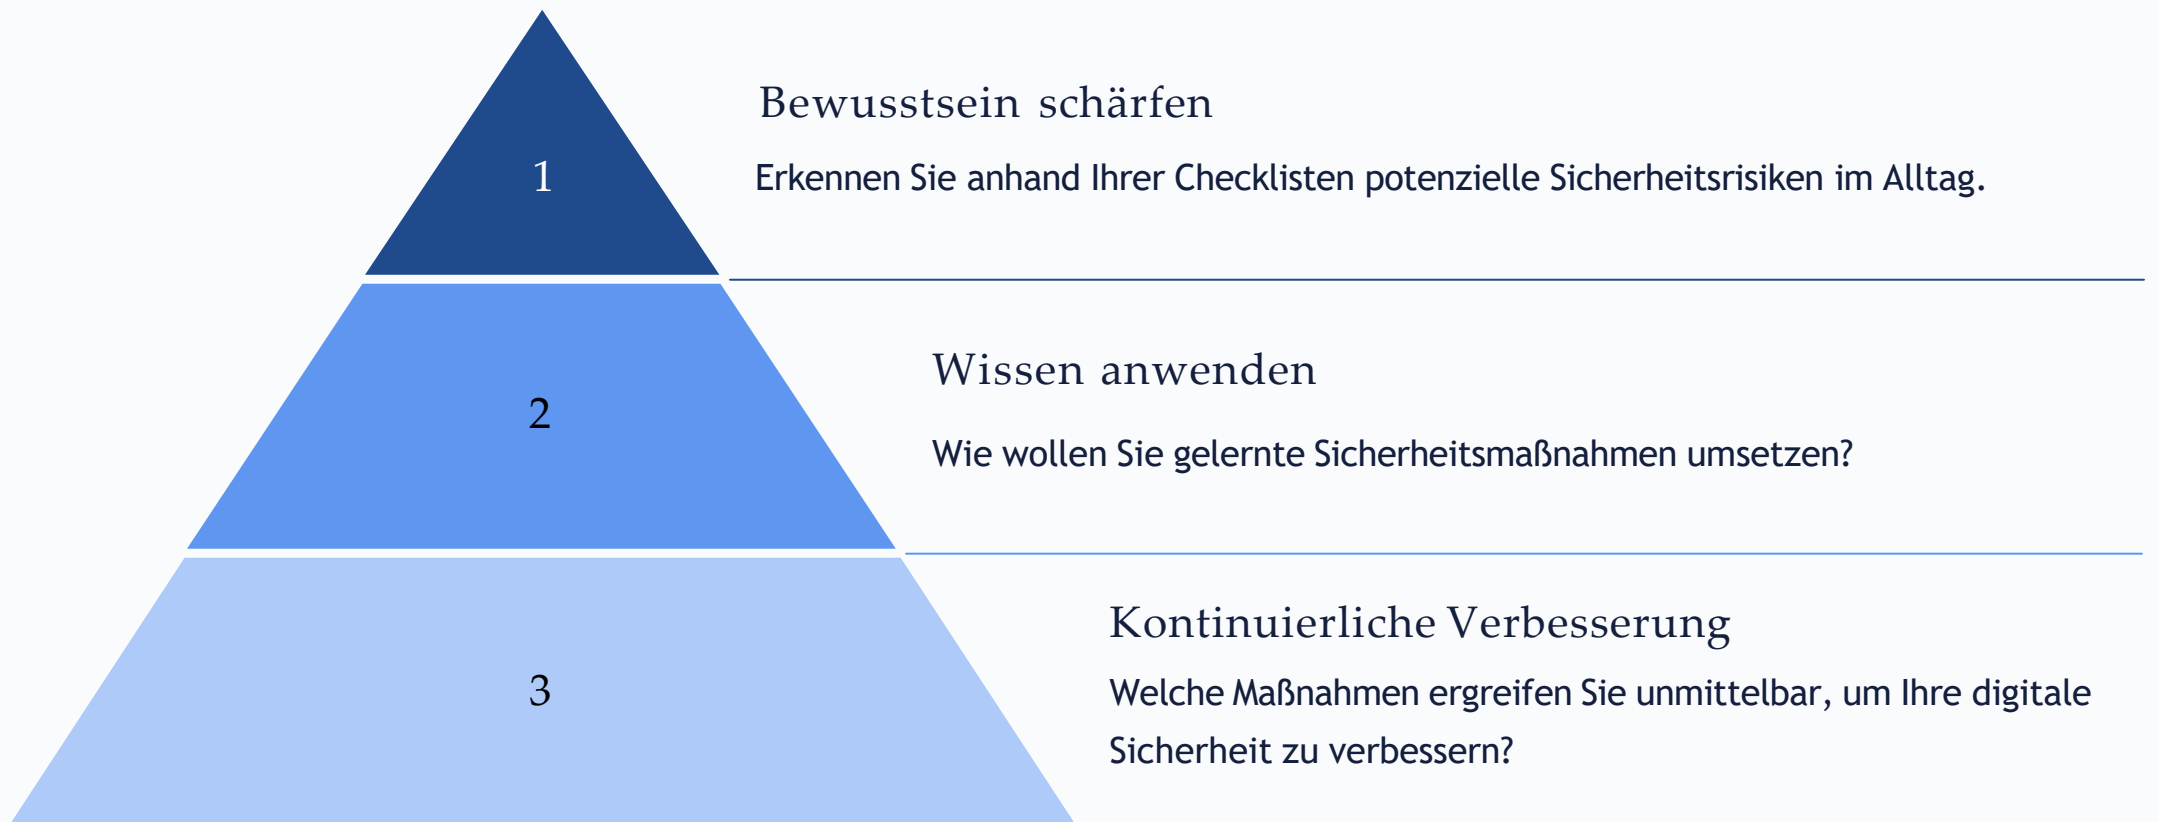 1
Bewusstsein schärfen
Erkennen Sie anhand Ihrer Checklisten potenzielle Sicherheitsrisiken im Alltag.
2
Wissen anwenden
Wie wollen Sie gelernte Sicherheitsmaßnahmen umsetzen?
3
Kontinuierliche Verbesserung
Welche Maßnahmen ergreifen Sie unmittelbar, um Ihre digitale
Sicherheit zu verbessern?